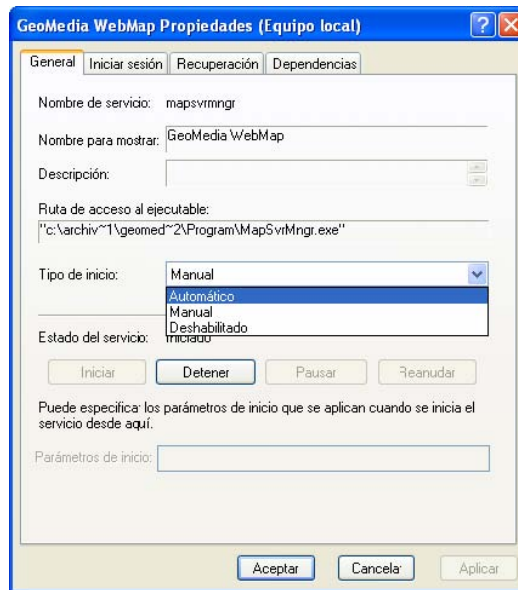 GeoMedia WebMap Propiedades (Equipo local)
General Iniciar sesión Recuperación Dependencias
Nombre de servicio: mapsvrmngr
Nombre para mostrar: GeoMedia WebMap
Descripción:
Ruta de acceso al ejecutable:
"c:\archiv~1\geomed~2\Program\MapSvrMngr.exe"
Tipo de inicio: Manual
Automático
Manual
Deshabilitado
Estado del servicio: Iniciado
Iniciar Detener Pausar Reanudar
Puede especificar los parámetros de inicio que se aplican cuando se inicia el
servicio desde aquí.
Parámetros de inicio:
Aceptar Cancelar Aplicar